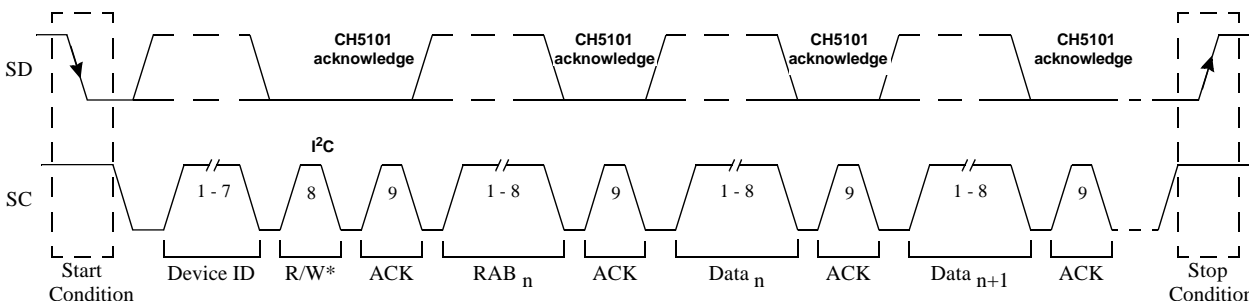 CH5101 acknowledge
CH5101 acknowledge
CH5101 acknowledge
CH5101 acknowledge
SD
I²C
SC
1 - 7
8
9
1 - 8
9
1 - 8
9
1 - 8
9
Start Condition
Device ID
R/W*
ACK
RAB n
ACK
Data n
ACK
Data n+1
ACK
Stop Condition